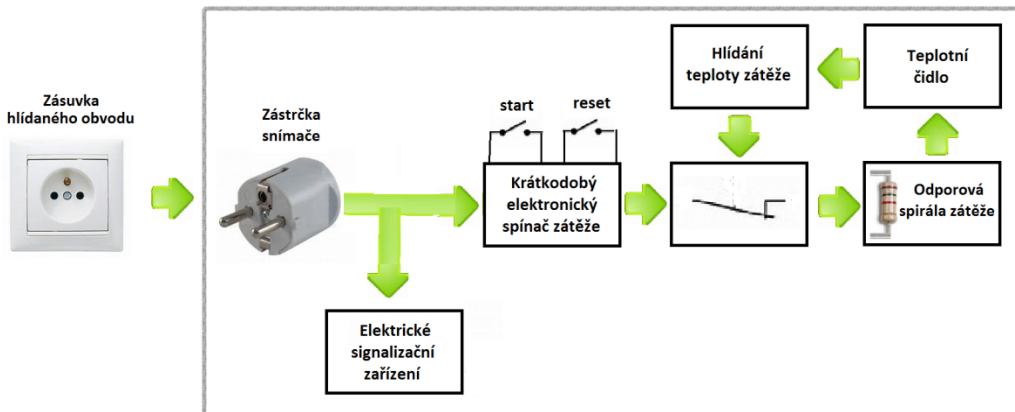 Zásuvka
hlídaného obvodu
Zástrčka
snímače
start
reset
Krátkodobý
elektronický
spínač zátěže
Hlídání
teploty zátěže
Teplotní
čidlo
Odporová
spirála zátěže
Elektrické
signalizační
zařízení